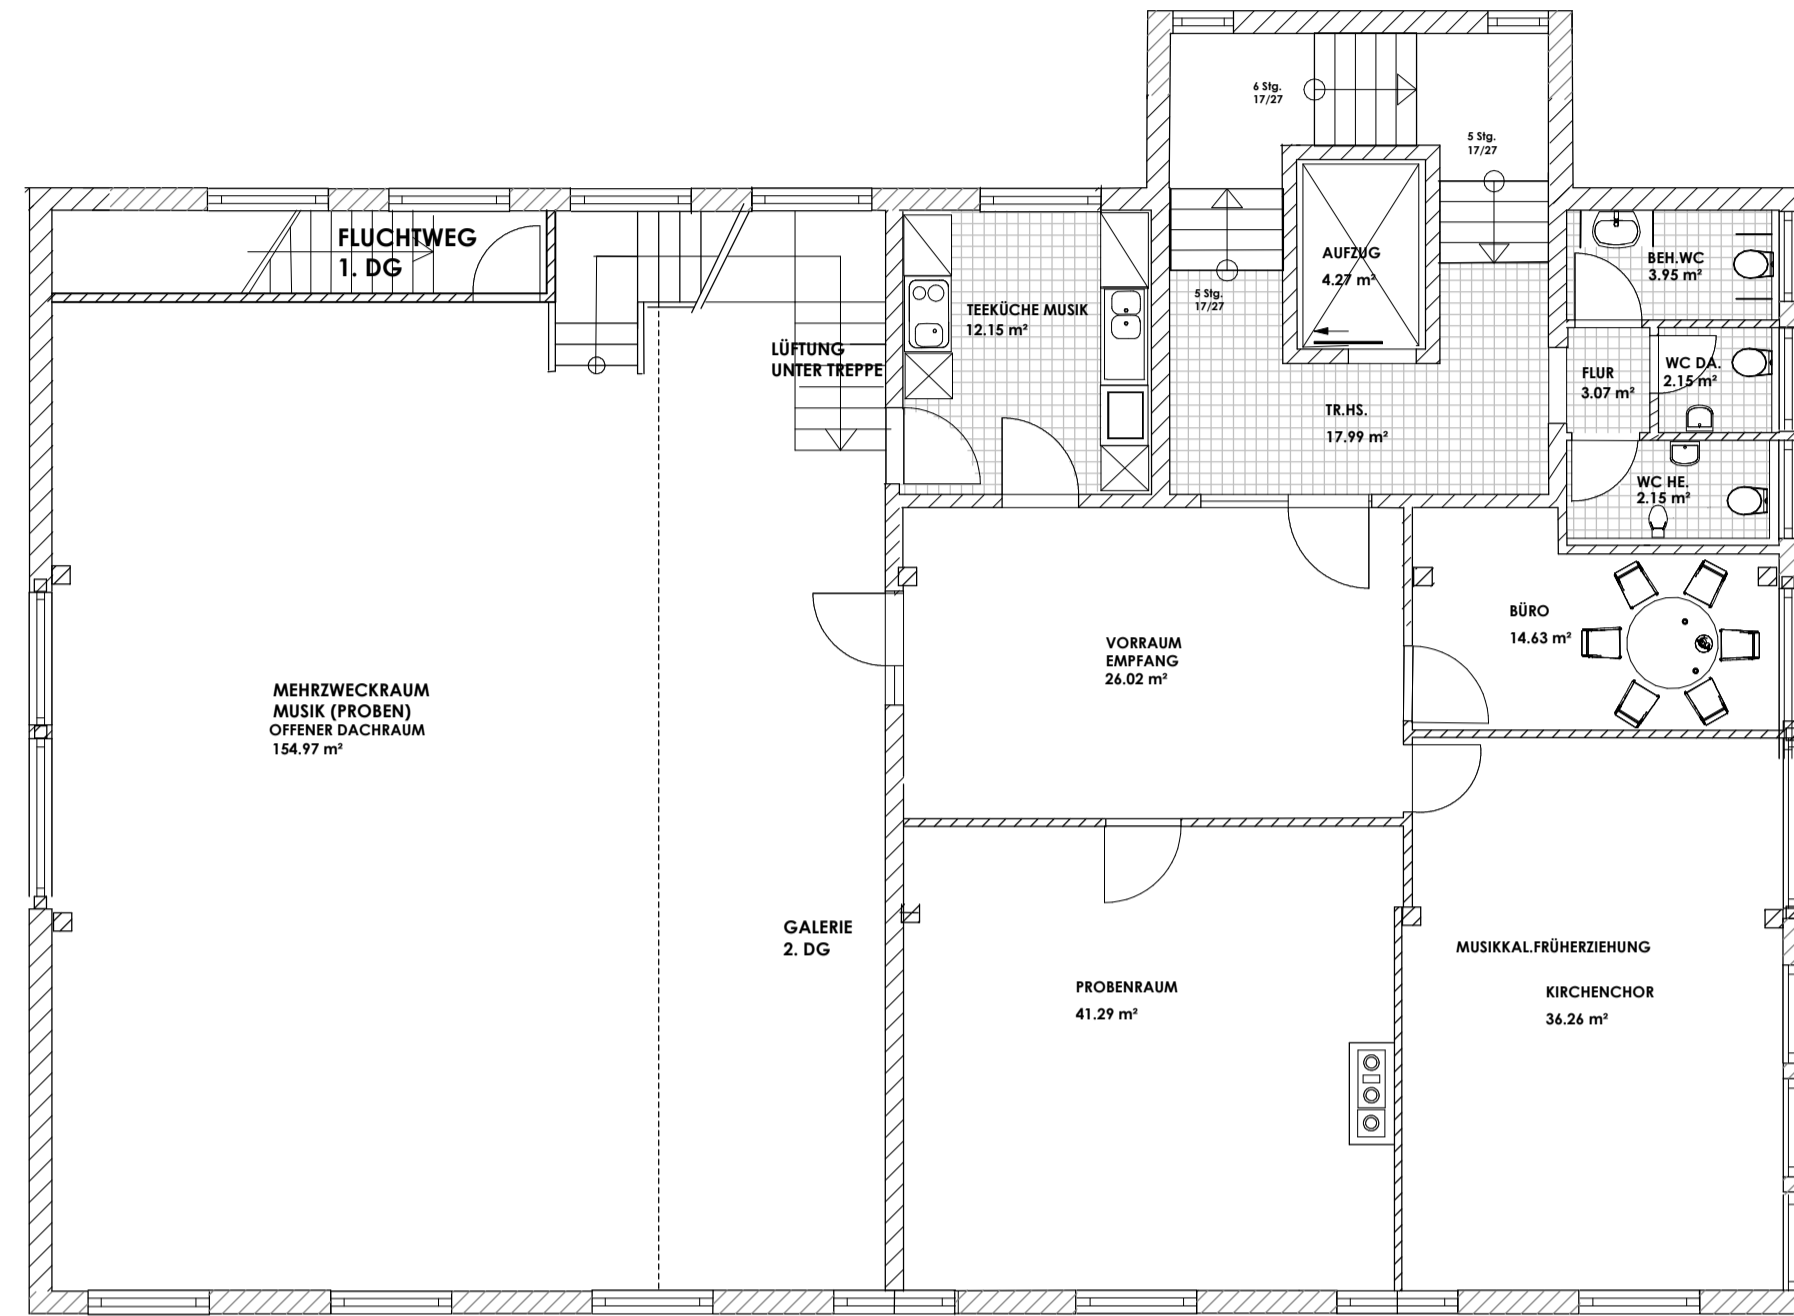 6 Stg.
17/27
5 Stg.
17/27
FLUCHTWEG
1. DG
AUFZUG
4.27 m²
BEH.WC
3.95 m²
5 Stg.
17/27
TEEKÜCHE MUSIK
12.15 m²
LÜFTUNG
UNTER TREPPE
FLUR
3.07 m²
WC DA.
2.15 m²
TR.HS.
17.99 m²
WC HE.
2.15 m²
BÜRO
14.63 m²
VORRAUM
EMPFANG
26.02 m²
MEHRZWECKRAUM
MUSIK (PROBEN)
OFFENER DACHRAUM
154.97 m²
GALERIE
2. DG
MUSIKKAL.FRÜHERZIEHUNG
KIRCHENCHOR
36.26 m²
PROBENRAUM
41.29 m²